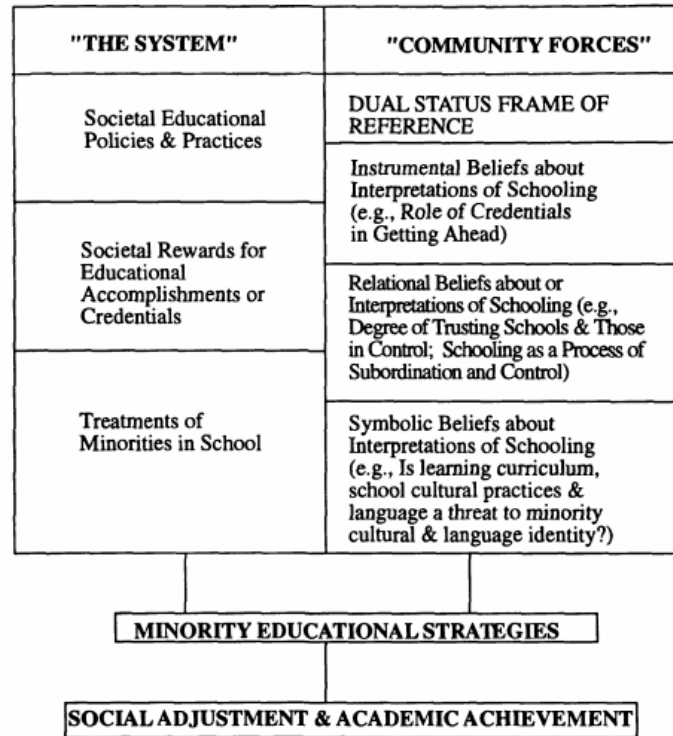 "THE SYSTEM"
"COMMUNITY FORCES"
Societal Educational
Policies & Practices
Societal Rewards for
Educational
Accomplishments or
Credentials
Treatments of
Minorities in School
DUAL STATUS FRAME OF
REFERENCE
Instrumental Beliefs about
Interpretations of Schooling
(e.g., Role of Credentials
in Getting Ahead)
Relational Beliefs about or
Interpretations of Schooling (e.g.,
Degree of Trusting Schools & Those
in Control; Schooling as a Process of
Subordination and Control)
Symbolic Beliefs about
Interpretations of Schooling
(e.g., Is learning curriculum,
school cultural practices &
language a threat to minority
cultural & language identity?)
MINORITY EDUCATIONAL STRATEGIES
SOCIAL ADJUSTMENT & ACADEMIC ACHIEVEMENT